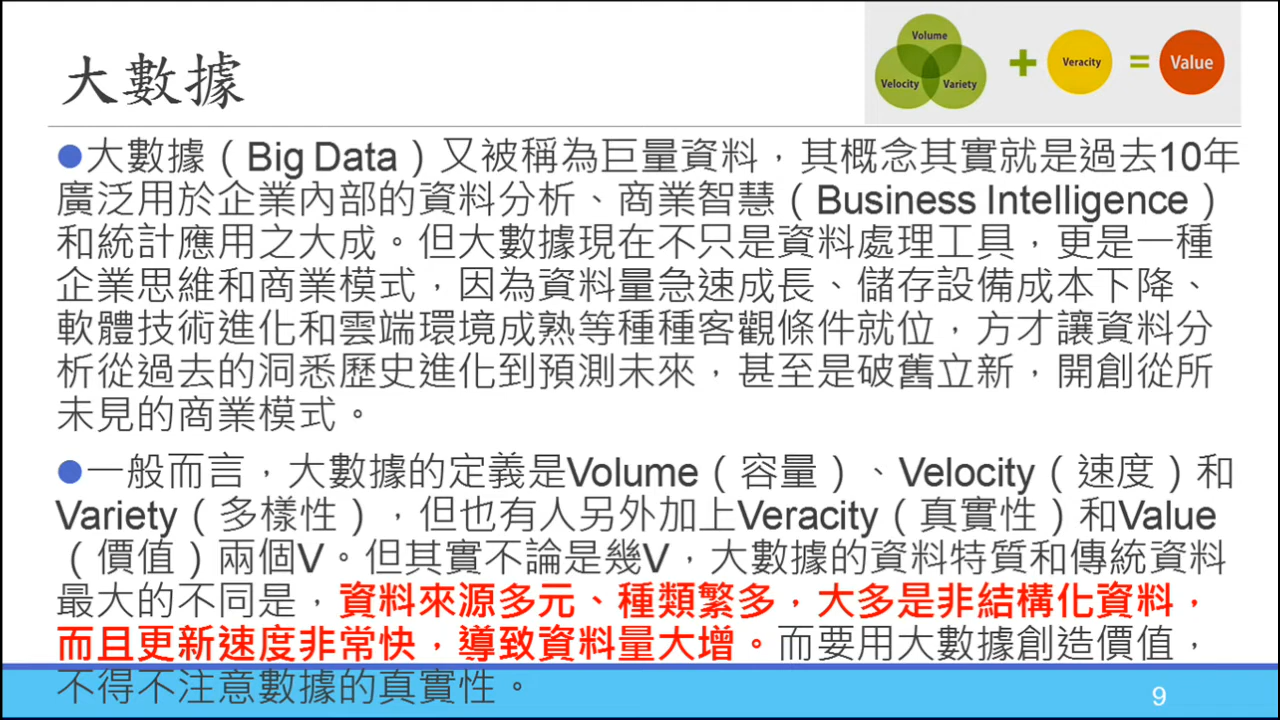 大數據
Volume
Velocity
Variety
+
Veracity
=
Value
●大數據（Big Data）又被稱為巨量資料，其概念其實就是過去10年
廣泛用於企業內部的資料分析、商業智慧（Business Intelligence）
和統計應用之大成。但大數據現在不只是資料處理工具，更是一種
企業思維和商業模式，因為資料量急速成長、儲存設備成本下降、
軟體技術進化和雲端環境成熟等種種客觀條件就位，方才讓資料分
析從過去的洞悉歷史進化到預測未來，甚至是破舊立新，開創從所
未見的商業模式。
●一般而言，大數據的定義是Volume（容量）、Velocity（速度）和
Variety（多樣性），但也有人另外加上Veracity（真實性）和Value
（價值）兩個V。但其實不論是幾V，大數據的資料特質和傳統資料
最大的不同是，資料來源多元、種類繁多，大多是非結構化資料，
而且更新速度非常快，導致資料量大增。而要用大數據創造價值，
不得不注意數據的真實性。
9